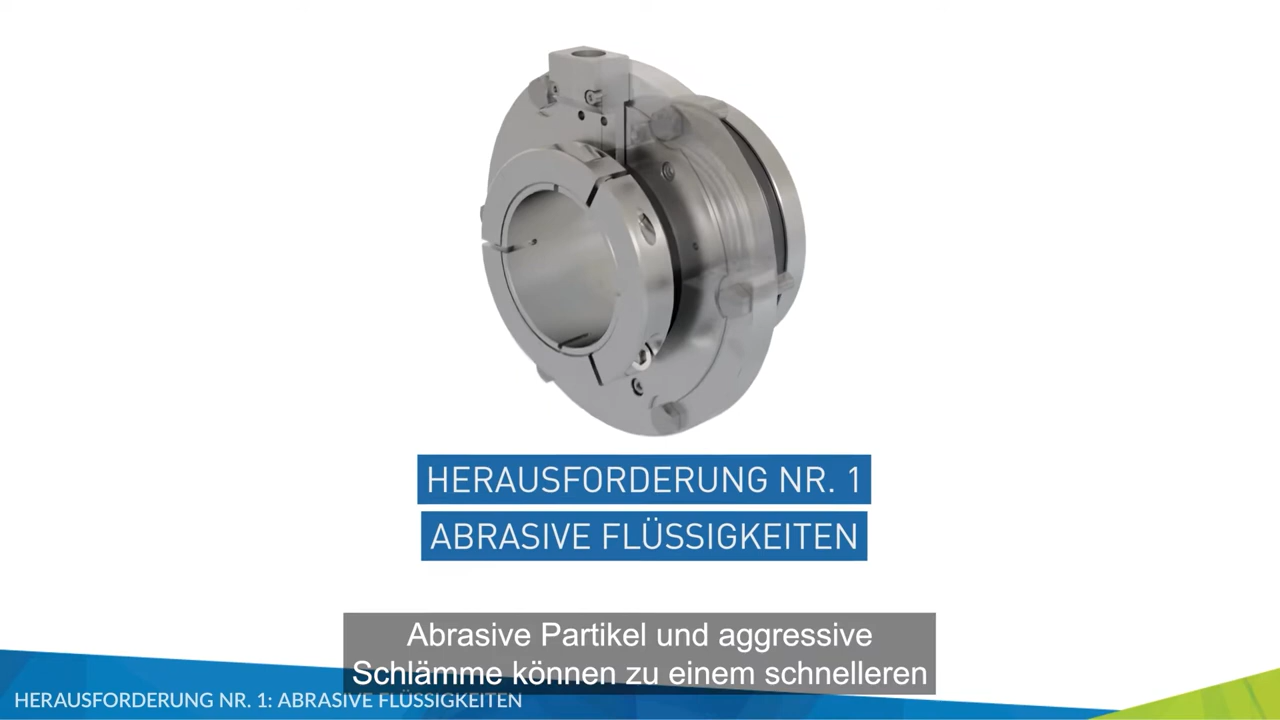 HERAUSFORDERUNG NR. 1
ABRASIVE FLÜSSIGKEITEN
Abrasive Partikel und aggressive
Schlämme können zu einem schnelleren
HERAUSFORDERUNG NR. 1: ABRASIVE FLÜSSIGKEITEN